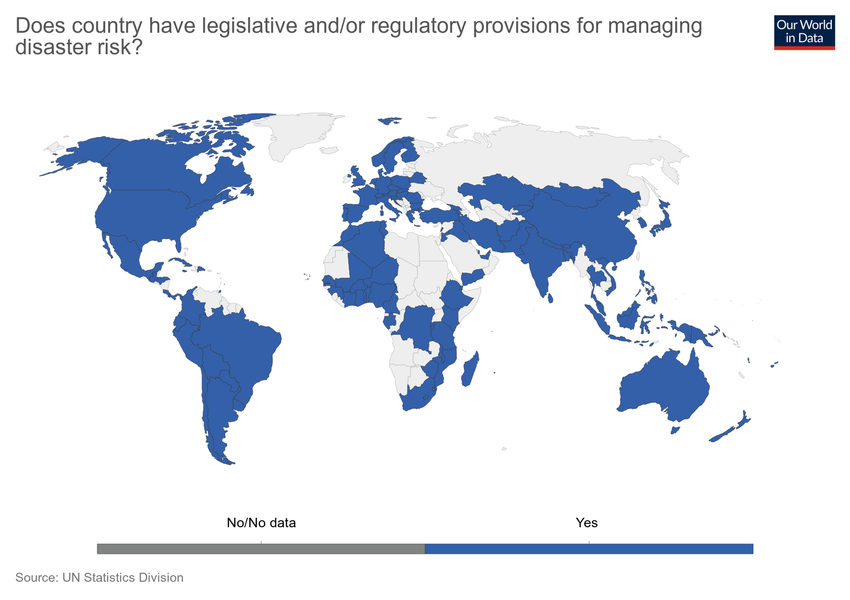 Does country have legislative and/or regulatory provisions for managing
disaster risk?
Our World
in Data
No/No data
Yes
Source: UN Statistics Division